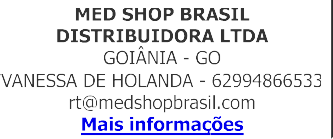 MED SHOP BRASIL
DISTRIBUIDORA LTDA
GOIÂNIA - GO
VANESSA DE HOLANDA - 62994866533
rt@medshopbrasil.com
Mais informações